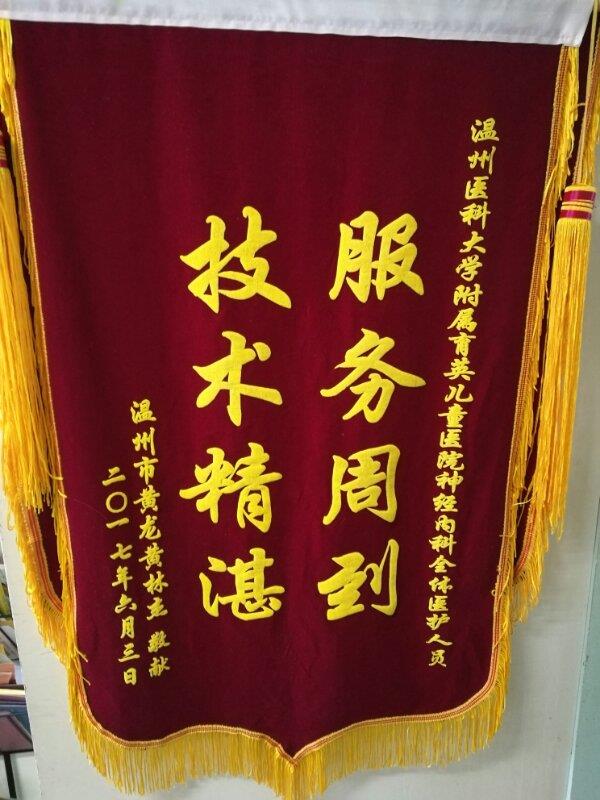 温州医科大学附属育英儿童医院神经内科全体医护人员
服务周到
技术精湛
温州市黄龙黄林杰 敬献
二〇一七年六月三日